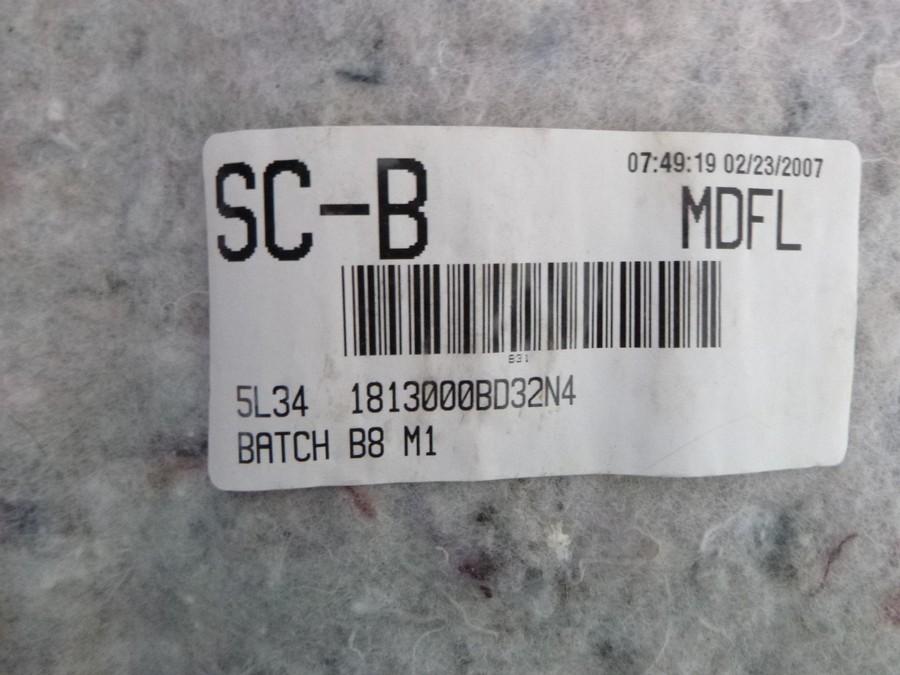 07:49:19 02/23/2007
SC-B MDFL
B31
5L34 1813000BD32N4
BATCH B8 M1